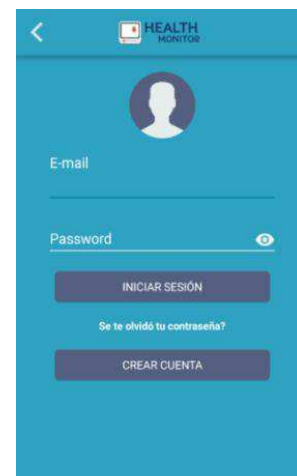 HEALTH
MONITOR
E-mail
Password
INICIAR SESIÓN
Se te olvidó tu contraseña?
CREAR CUENTA